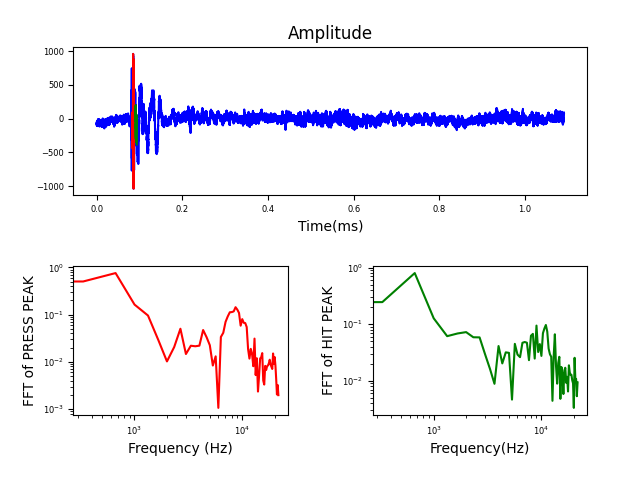 Amplitude
1000
500
0
−500
−1000
0.0 0.2 0.4 0.6 0.8 1.0
Time(ms)
FFT of PRESS PEAK
10⁰
10⁻¹
10⁻²
10⁻³
10³ 10⁴
Frequency (Hz)
FFT of HIT PEAK
10⁰
10⁻¹
10⁻²
10³ 10⁴
Frequency(Hz)